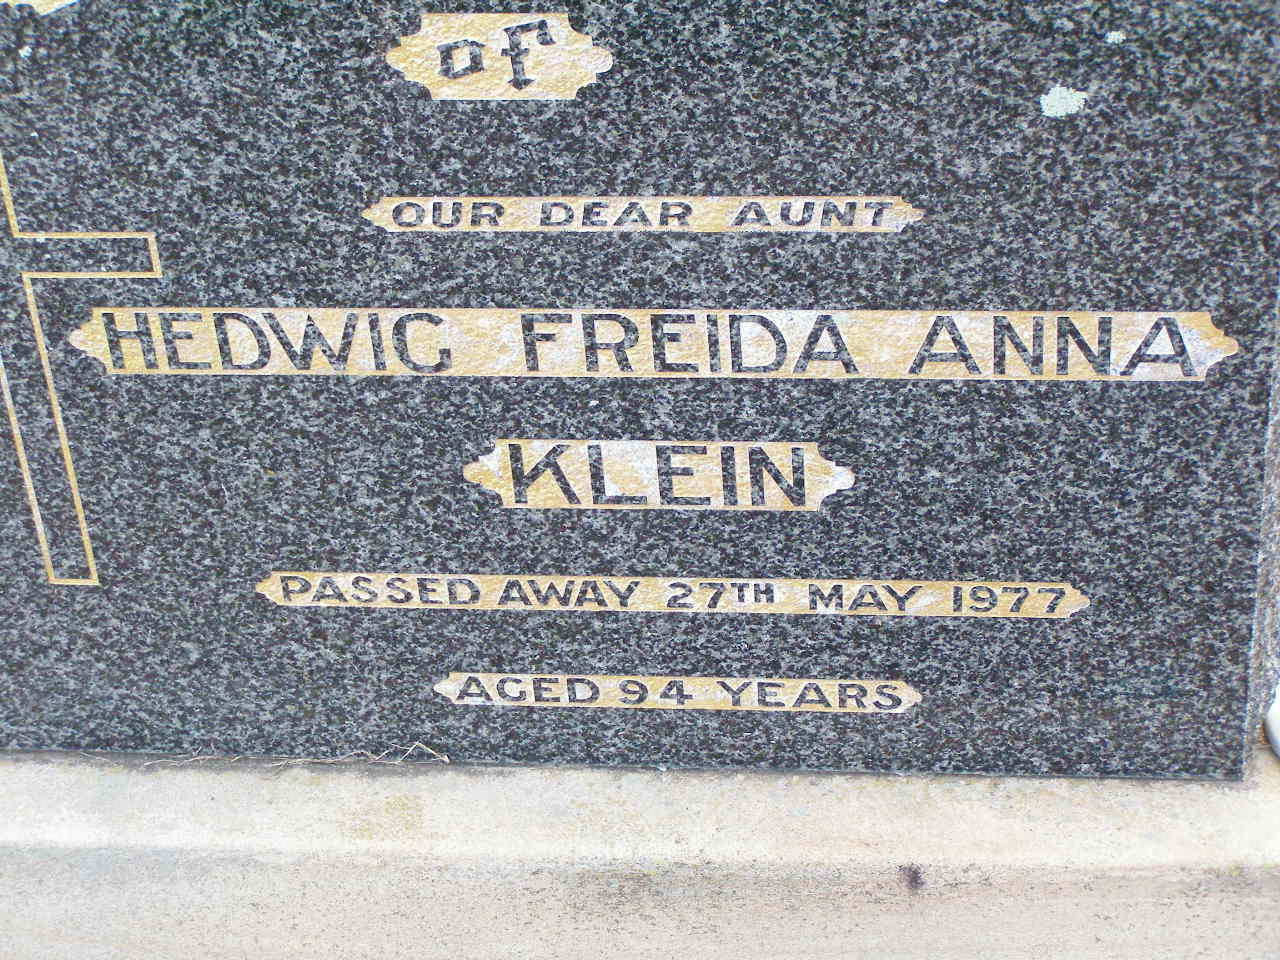 OF
OUR DEAR AUNT
HEDWIG FREIDA ANNA
KLEIN
PASSED AWAY 27TH MAY 1977
AGED 94 YEARS